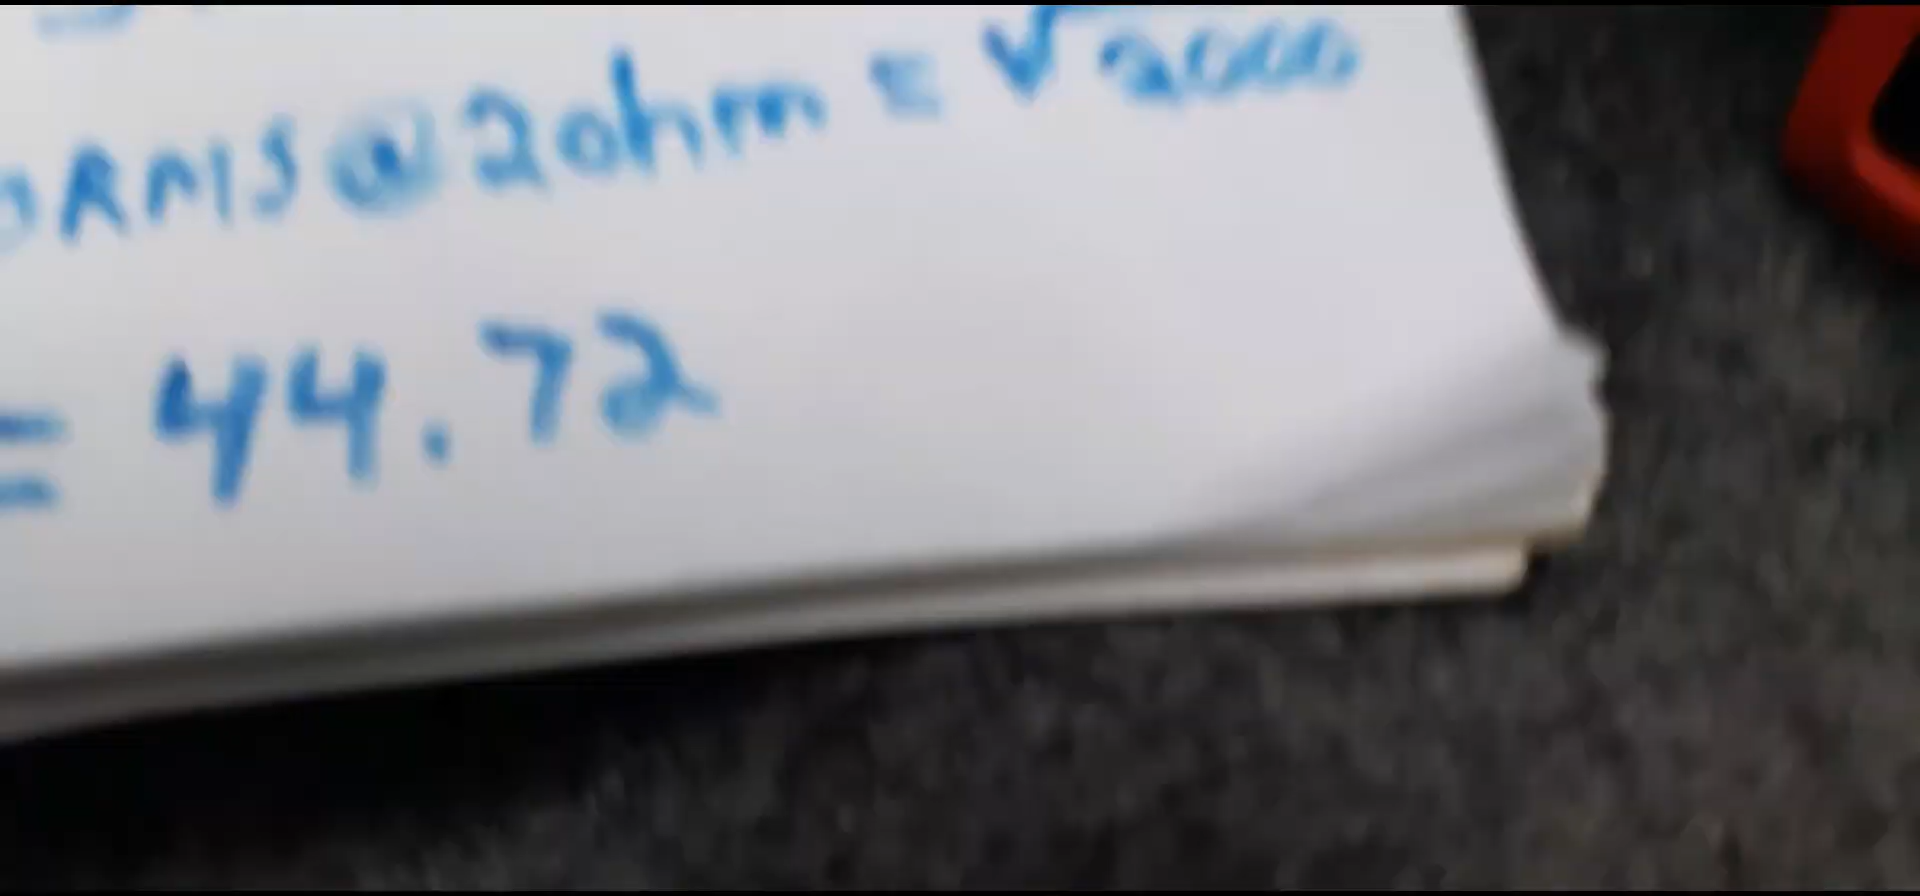 RMS@2ohm = √2000
= 44.72